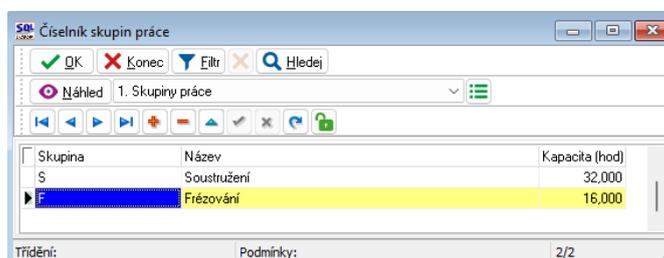 SQL Číselník skupin práce
OK Konec Filtr Hledej
Náhled 1. Skupiny práce
Skupina Název Kapacita (hod)
S Soustružení 32,000
F Frézování 16,000
Třídění: Podmínky: 2/2